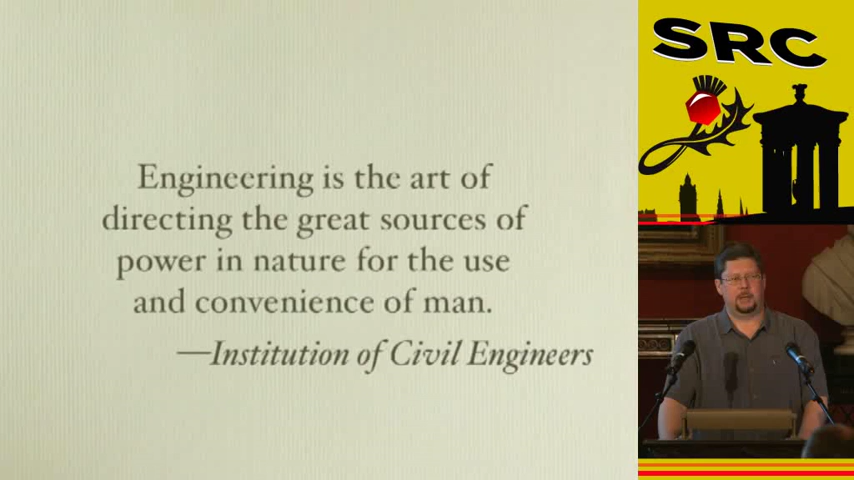 Engineering is the art of
directing the great sources of
power in nature for the use
and convenience of man.
—Institution of Civil Engineers
SRC